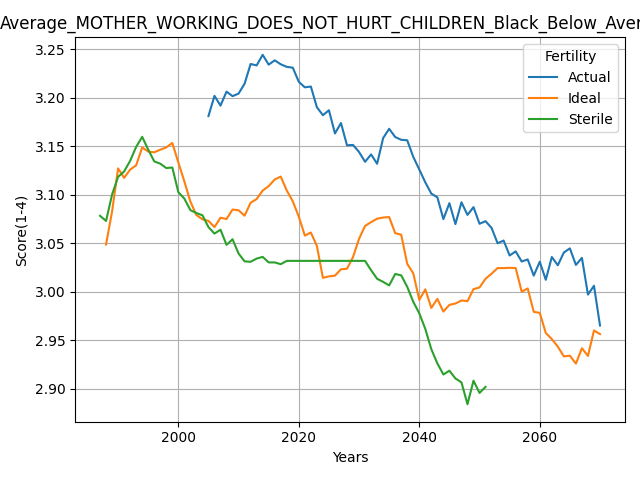 Average_MOTHER_WORKING_DOES_NOT_HURT_CHILDREN_Black_Below_Aver
Fertility
Actual
Ideal
Sterile
Score(1-4)
3.25
3.20
3.15
3.10
3.05
3.00
2.95
2.90
2000 2020 2040 2060
Years